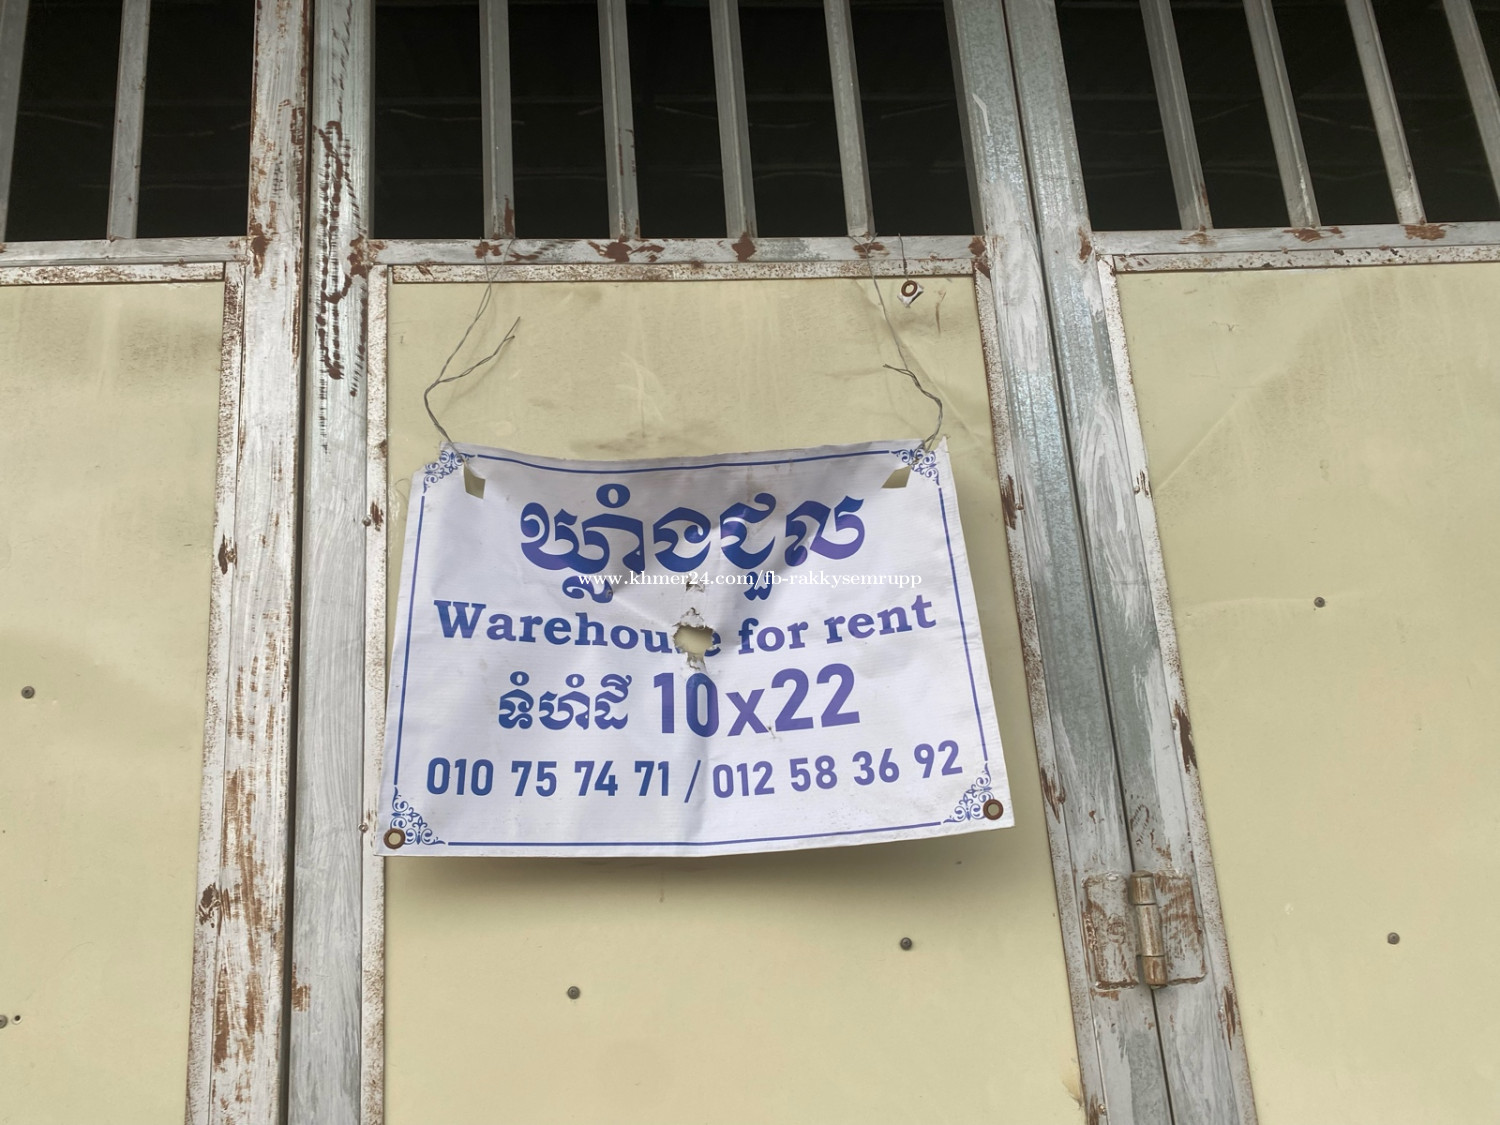 ឃ្លាំងជួល
www.khmer24.com/fb-rakkysemrupp
Warehouse for rent
ទំហំដី 10x22
010 75 74 71 / 012 58 36 92